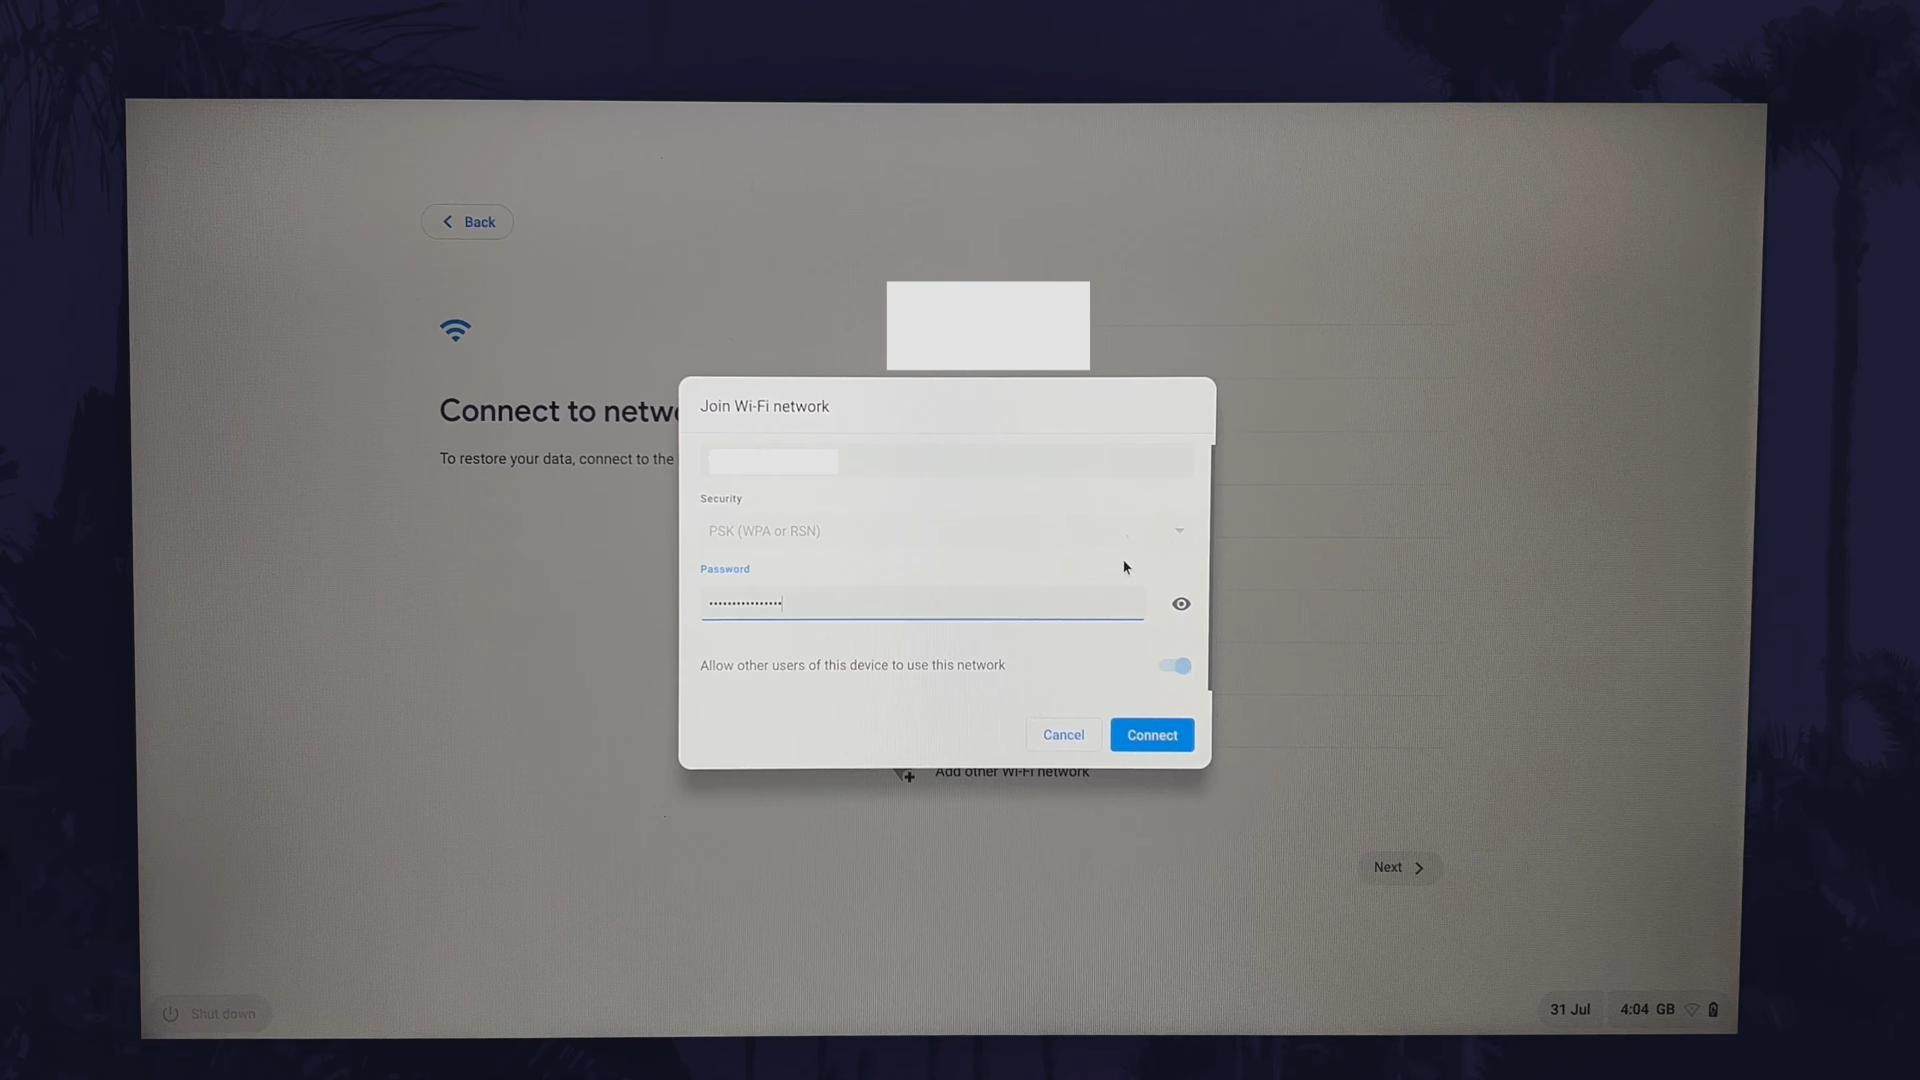 Back
Connect to netw
To restore your data, connect to the
Join Wi-Fi network
Security
PSK (WPA or RSN)
Password
••••••••••••••••
Allow other users of this device to use this network
Cancel
Connect
Add other Wi-Fi network
Next
Shut down
31 Jul
4:04 GB